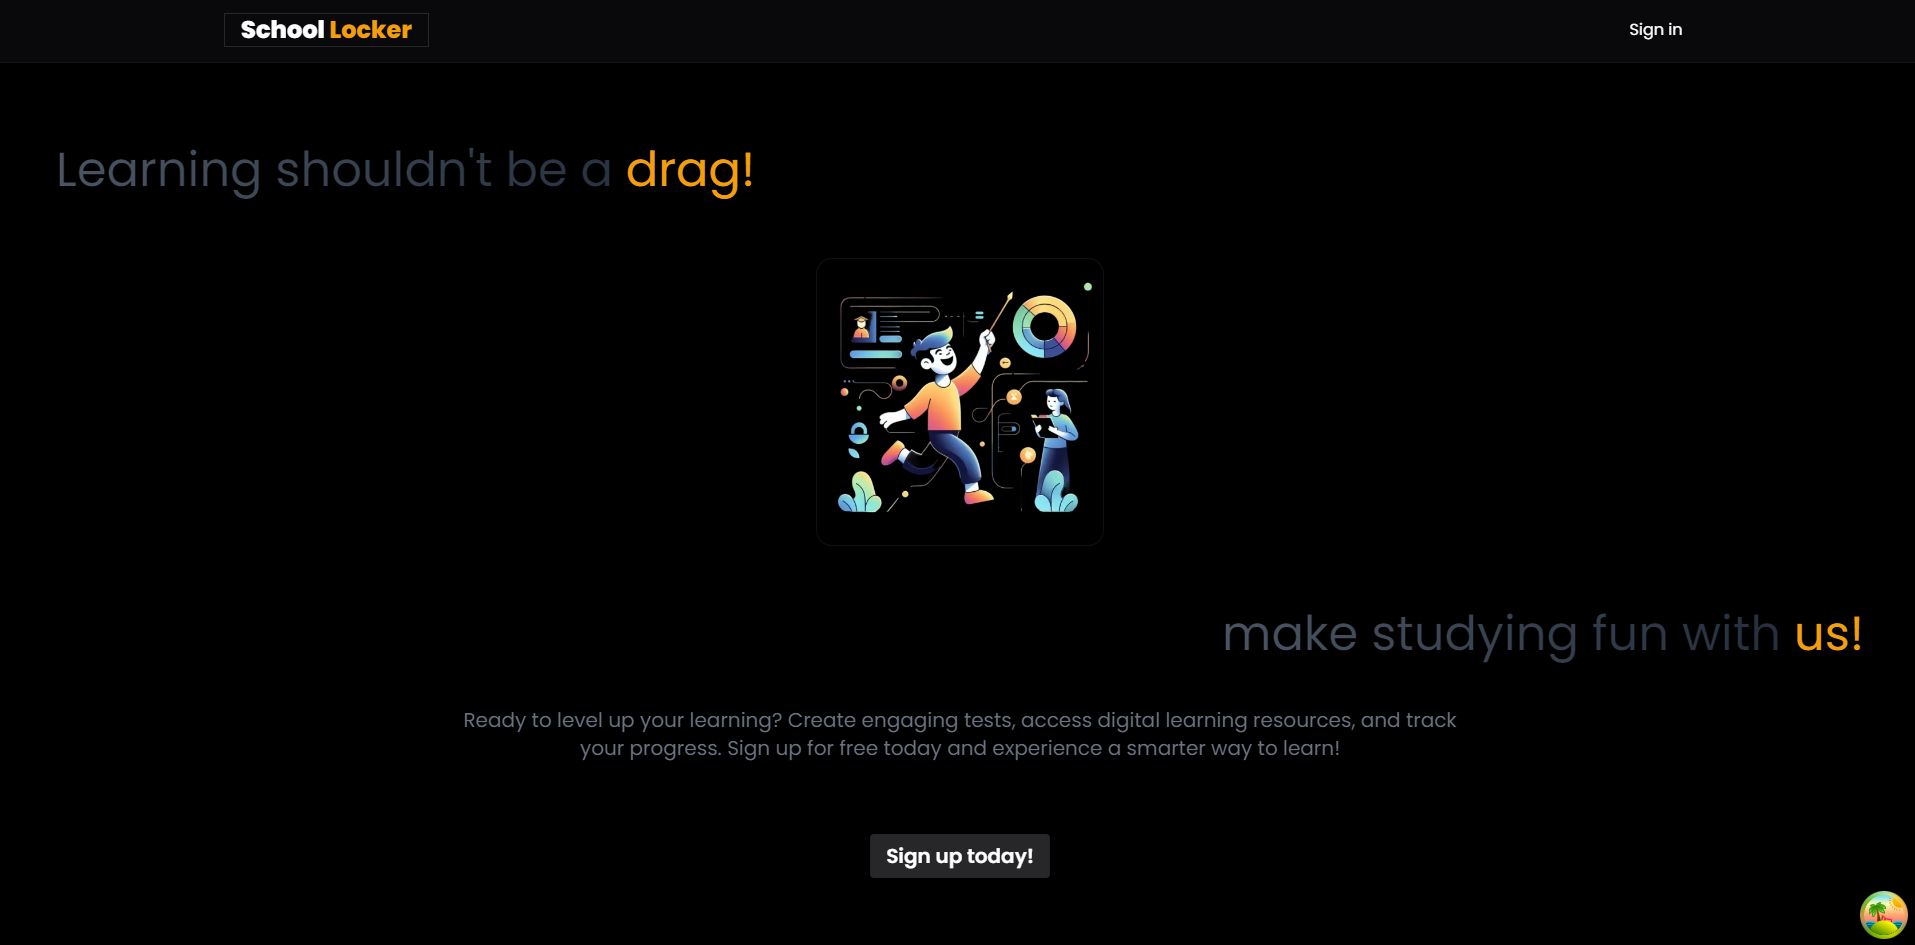 School Locker
Sign in
Learning shouldn't be a drag!
make studying fun with us!
Ready to level up your learning? Create engaging tests, access digital learning resources, and track
your progress. Sign up for free today and experience a smarter way to learn!
Sign up today!